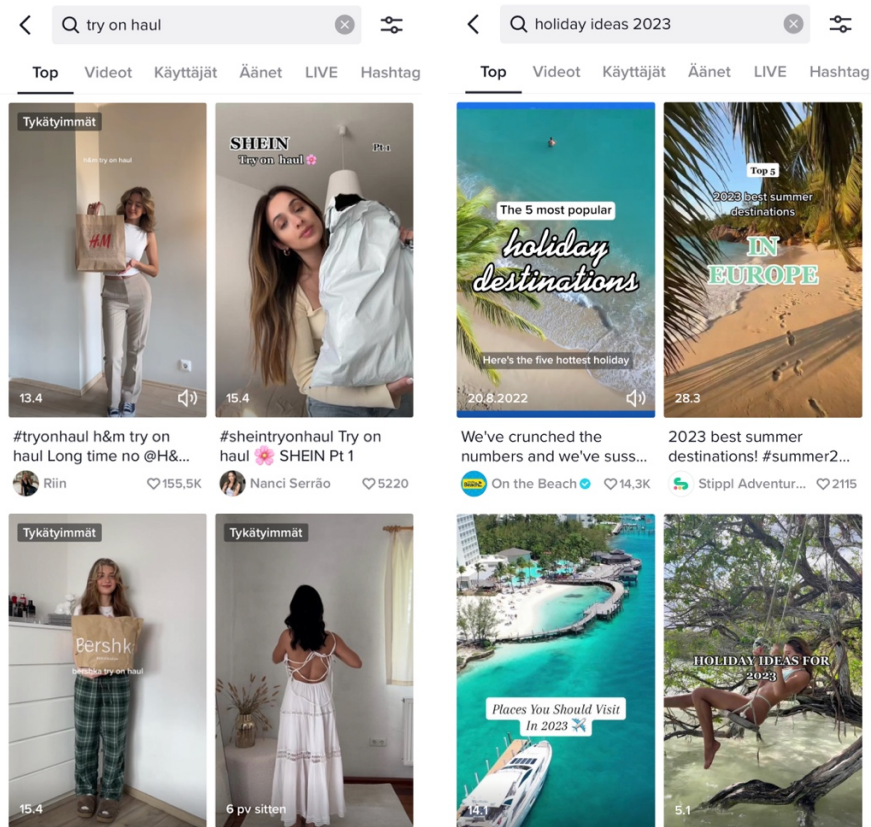 try on haul
Top Videot Käyttäjät Äänet LIVE Hashtag
Tykätyimmät
h&m try on haul
H&M
13.4
#tryonhaul h&m try on
haul Long time no @H&...
Riin
155,5K
SHEIN
Try on haul 🌸
Pt.1
15.4
#sheintryonhaul Try on
haul 🌸 SHEIN Pt 1
Nanci Serrão
5220
Tykätyimmät
Bershk
bershka try on haul
15.4
Tykätyimmät
6 pv sitten
holiday ideas 2023
Top Videot Käyttäjät Äänet LIVE Hashtag
The 5 most popular
holiday
destinations
Here's the five hottest holiday
20.8.2022
We've crunched the
numbers and we've suss...
On the Beach
14,3K
Top 5
2023 best summer
destinations
IN
EUROPE
28.3
2023 best summer
destinations! #summer2...
Stippl Adventur...
2115
Places You Should Visit
In 2023 ✈️
14.1
HOLIDAY IDEAS FOR
2023
5.1